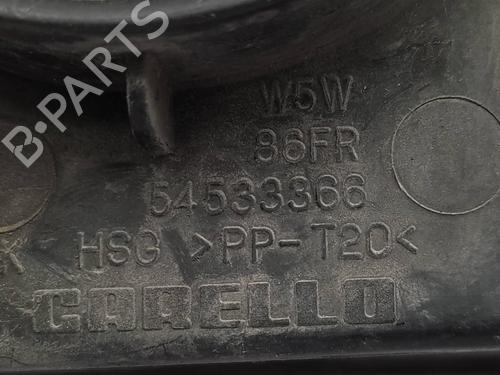 B-PARTS
W5W
86FR
54533366
K HSG >PP-T20<
CARELLO